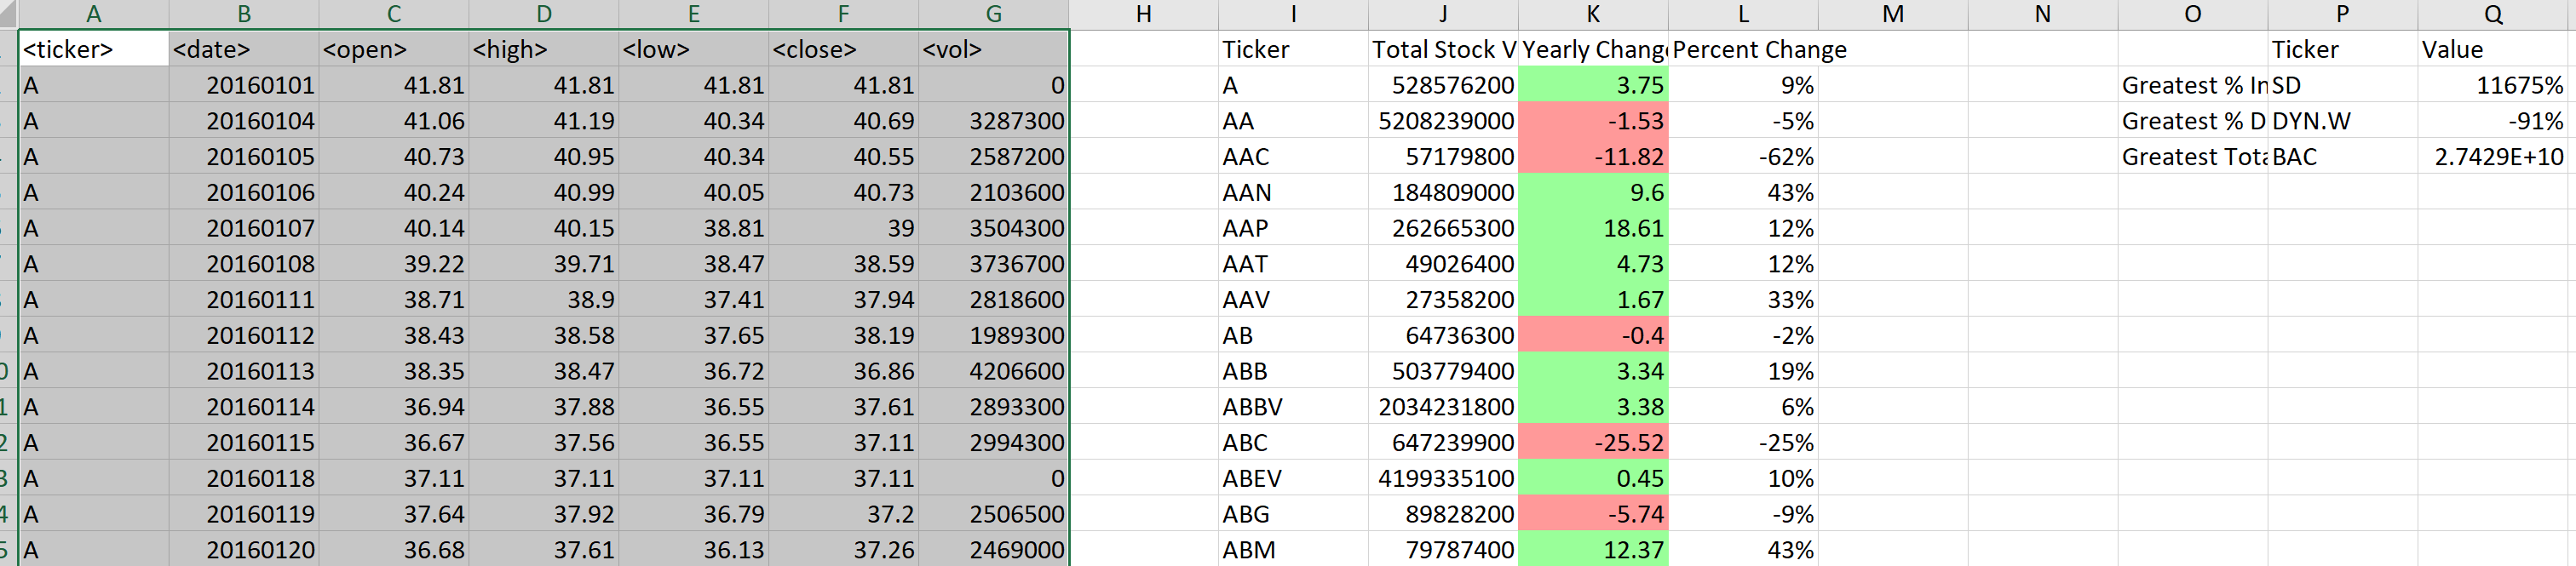 A B C D E F G H I J K L M N O P Q
<ticker> <date> <open> <high> <low> <close> <vol> Ticker Total Stock V Yearly Change Percent Change Ticker Value
A 20160101 41.81 41.81 41.81 41.81 0 A 528576200 3.75 9% Greatest % In SD 11675%
A 20160104 41.06 41.19 40.34 40.69 3287300 AA 5208239000 -1.53 -5% Greatest % D DYN.W -91%
A 20160105 40.73 40.95 40.34 40.55 2587200 AAC 57179800 -11.82 -62% Greatest Tota BAC 2.7429E+10
A 20160106 40.24 40.99 40.05 40.73 2103600 AAN 184809000 9.6 43%
A 20160107 40.14 40.15 38.81 39 3504300 AAP 262665300 18.61 12%
A 20160108 39.22 39.71 38.47 38.59 3736700 AAT 49026400 4.73 12%
A 20160111 38.71 38.9 37.41 37.94 2818600 AAV 27358200 1.67 33%
A 20160112 38.43 38.58 37.65 38.19 1989300 AB 64736300 -0.4 -2%
A 20160113 38.35 38.47 36.72 36.86 4206600 ABB 503779400 3.34 19%
A 20160114 36.94 37.88 36.55 37.61 2893300 ABBV 2034231800 3.38 6%
A 20160115 36.67 37.56 36.55 37.11 2994300 ABC 647239900 -25.52 -25%
A 20160118 37.11 37.11 37.11 37.11 0 ABEV 4199335100 0.45 10%
A 20160119 37.64 37.92 36.79 37.2 2506500 ABG 89828200 -5.74 -9%
A 20160120 36.68 37.61 36.13 37.26 2469000 ABM 79787400 12.37 43%